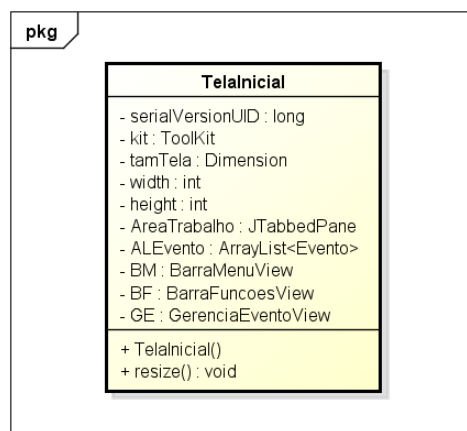 pkg
TelaInicial
- serialVersionUID : long
- kit : ToolKit
- tamTela : Dimension
- width : int
- height : int
- AreaTrabalho : JTabbedPane
- ALEvento : ArrayList<Evento>
- BM : BarraMenuView
- BF : BarraFuncoesView
- GE : GerenciaEventoView
+ TelaInicial()
+ resize() : void